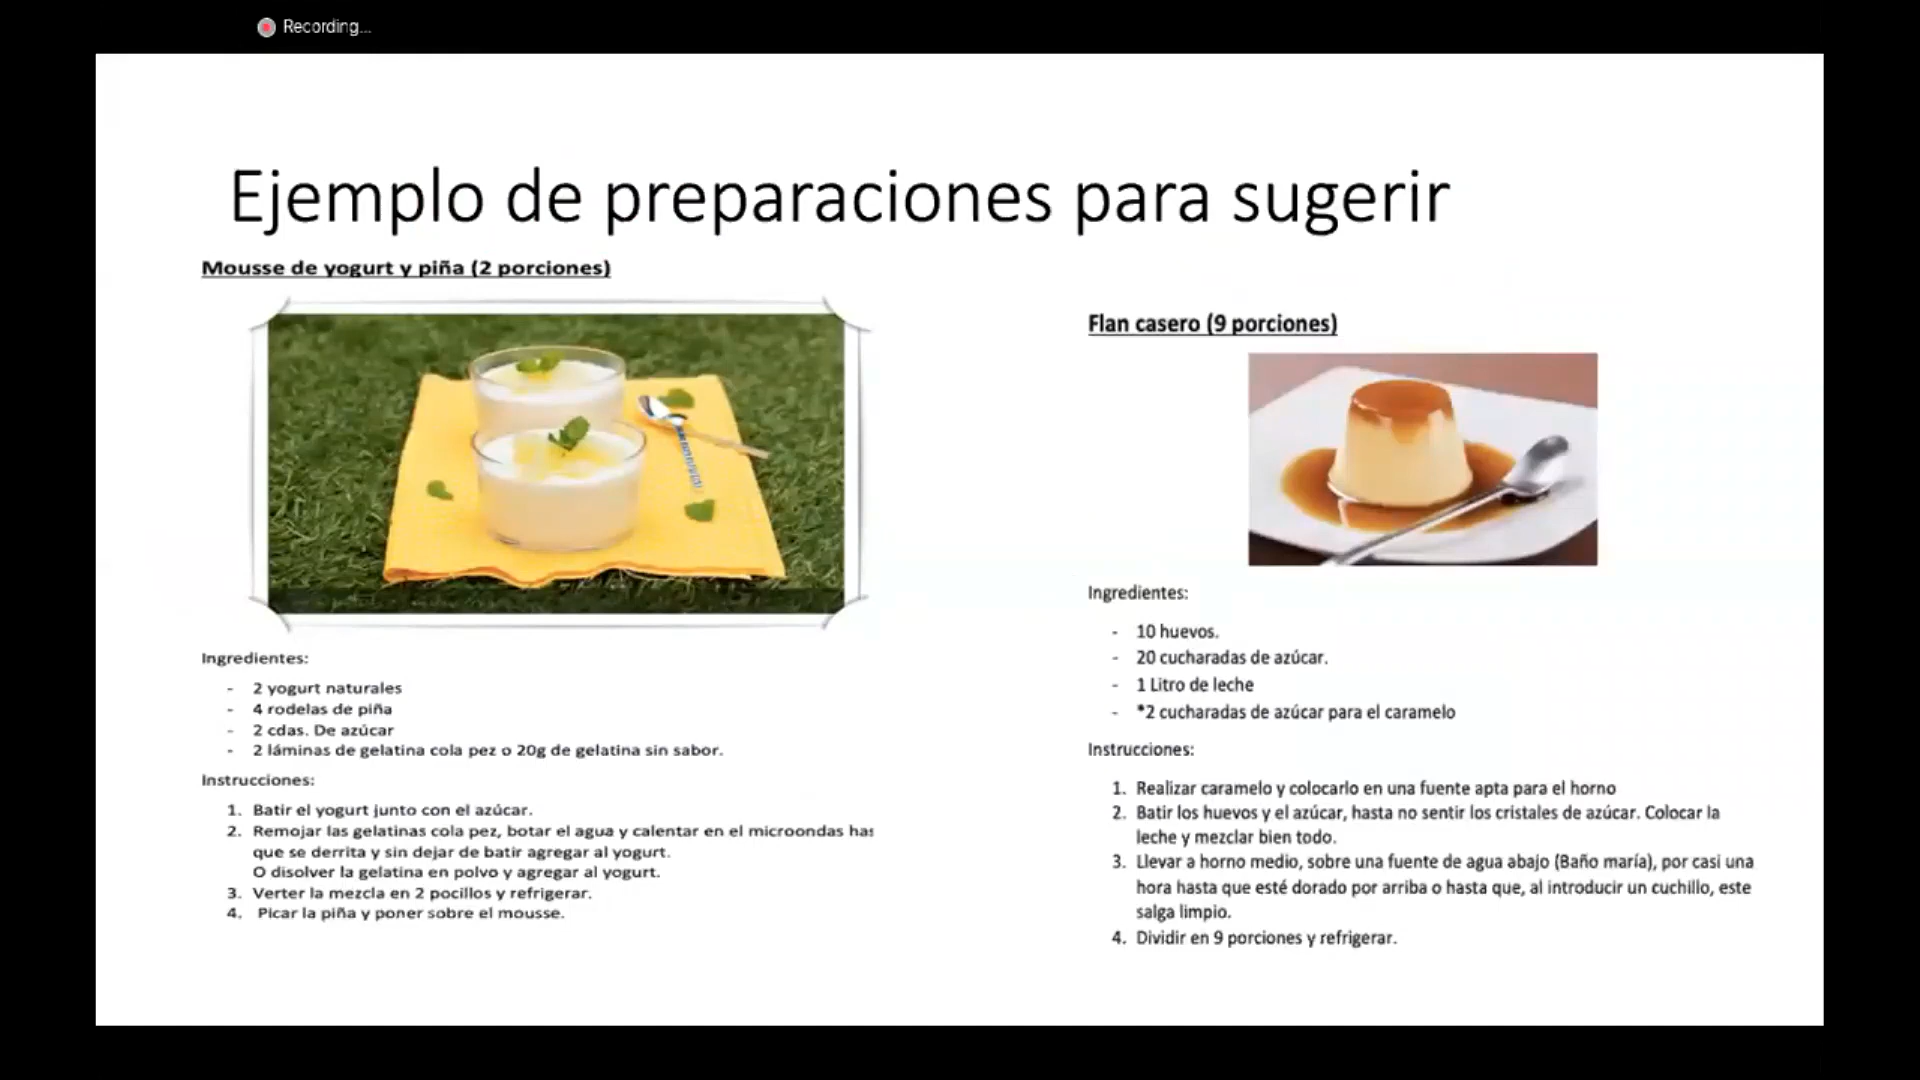 Recording...
Ejemplo de preparaciones para sugerir
Mousse de yogurt y piña (2 porciones)
Ingredientes:
- 2 yogurt naturales
- 4 rodelas de piña
- 2 cdas. De azúcar
- 2 láminas de gelatina cola pez o 20g de gelatina sin sabor.
Instrucciones:
1. Batir el yogurt junto con el azúcar.
2. Remojar las gelatinas cola pez, botar el agua y calentar en el microondas has
que se derrita y sin dejar de batir agregar al yogurt.
O disolver la gelatina en polvo y agregar al yogurt.
3. Verter la mezcla en 2 pocillos y refrigerar.
4. Picar la piña y poner sobre el mousse.
Flan casero (9 porciones)
Ingredientes:
- 10 huevos.
- 20 cucharadas de azúcar.
- 1 Litro de leche
- *2 cucharadas de azúcar para el caramelo
Instrucciones:
1. Realizar caramelo y colocarlo en una fuente apta para el horno
2. Batir los huevos y el azúcar, hasta no sentir los cristales de azúcar. Colocar la
leche y mezclar bien todo.
3. Llevar a horno medio, sobre una fuente de agua abajo (Baño maría), por casi una
hora hasta que esté dorado por arriba o hasta que, al introducir un cuchillo, este
salga limpio.
4. Dividir en 9 porciones y refrigerar.